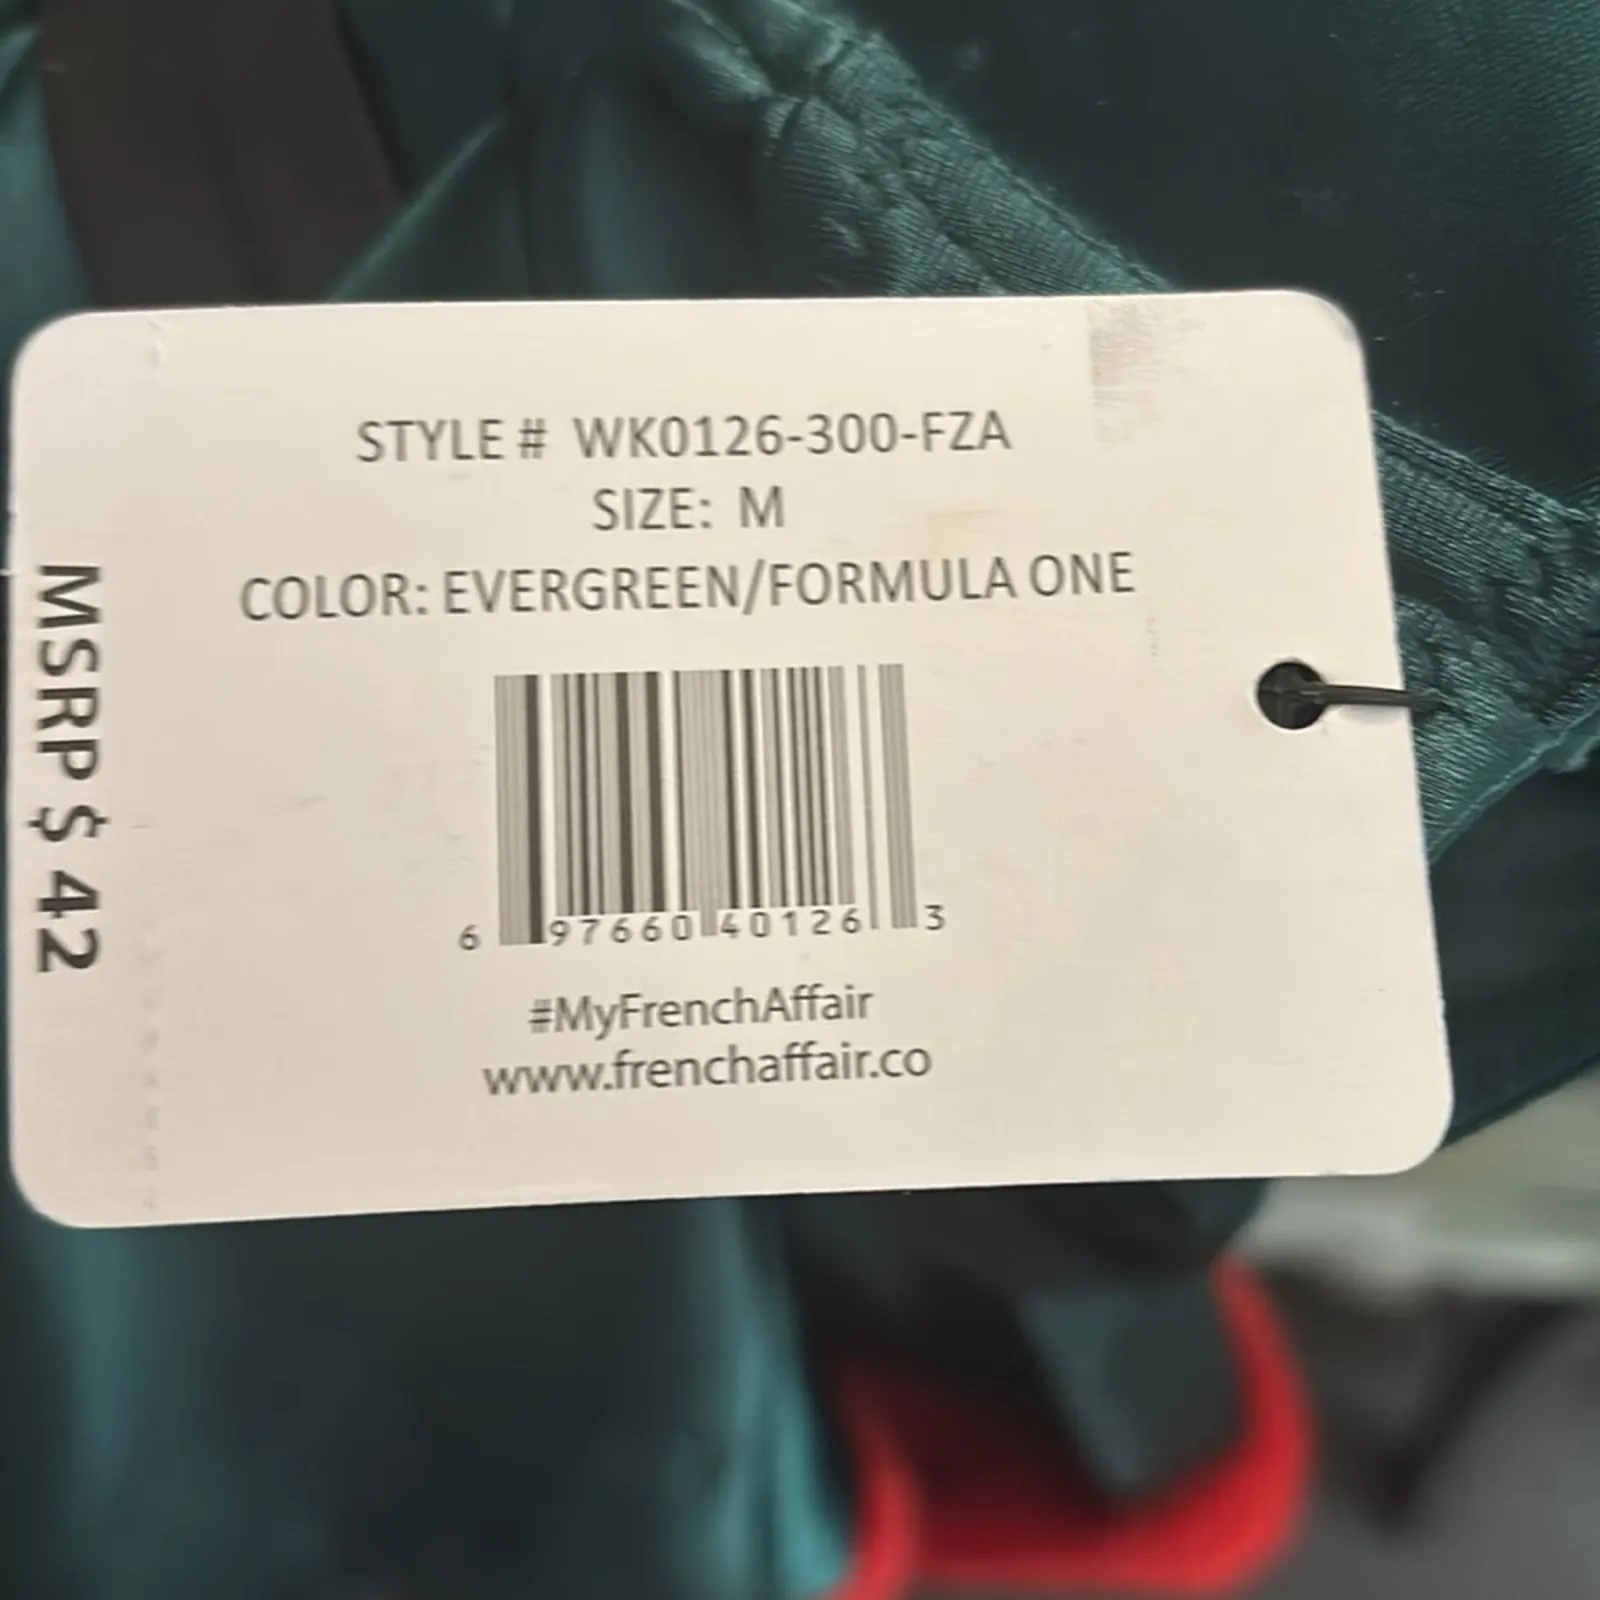 STYLE # WK0126-300-FZA
SIZE: M
COLOR: EVERGREEN/FORMULA ONE
6 97660 40126 3
#MyFrenchAffair
www.frenchaffair.co
MSRP $ 42